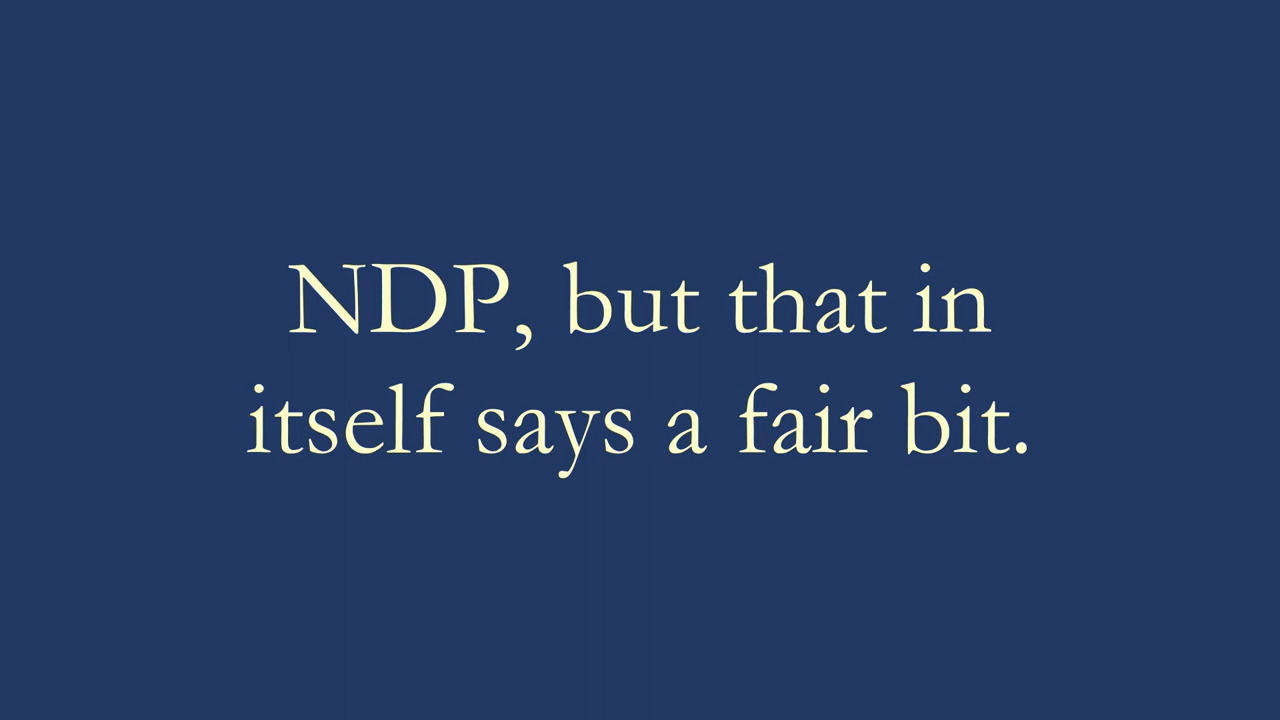 NDP, but that in
itself says a fair bit.